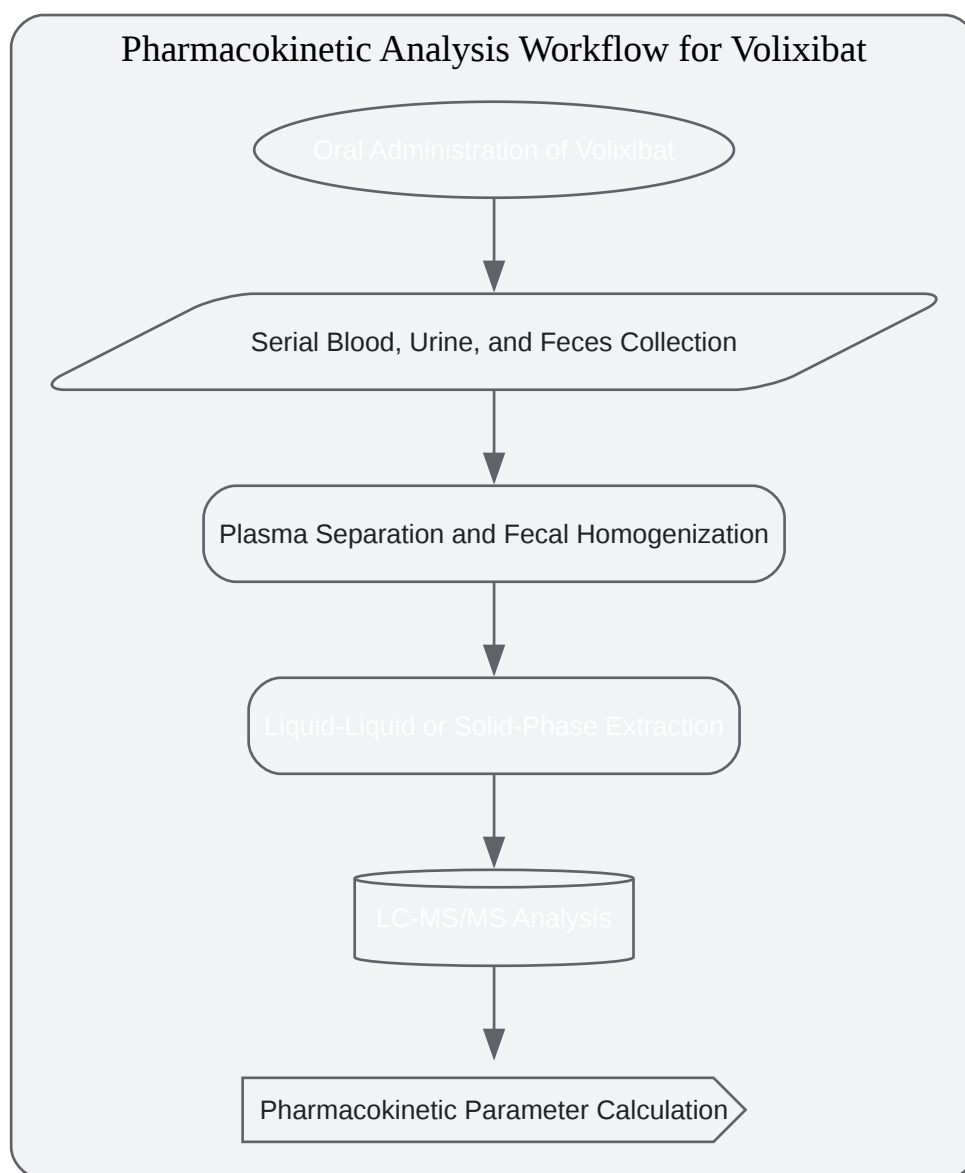 Pharmacokinetic Analysis Workflow for Volixibat
Oral Administration of Volixibat
Serial Blood, Urine, and Feces Collection
Plasma Separation and Fecal Homogenization
Liquid-Liquid or Solid-Phase Extraction
LC-MS/MS Analysis
Pharmacokinetic Parameter Calculation